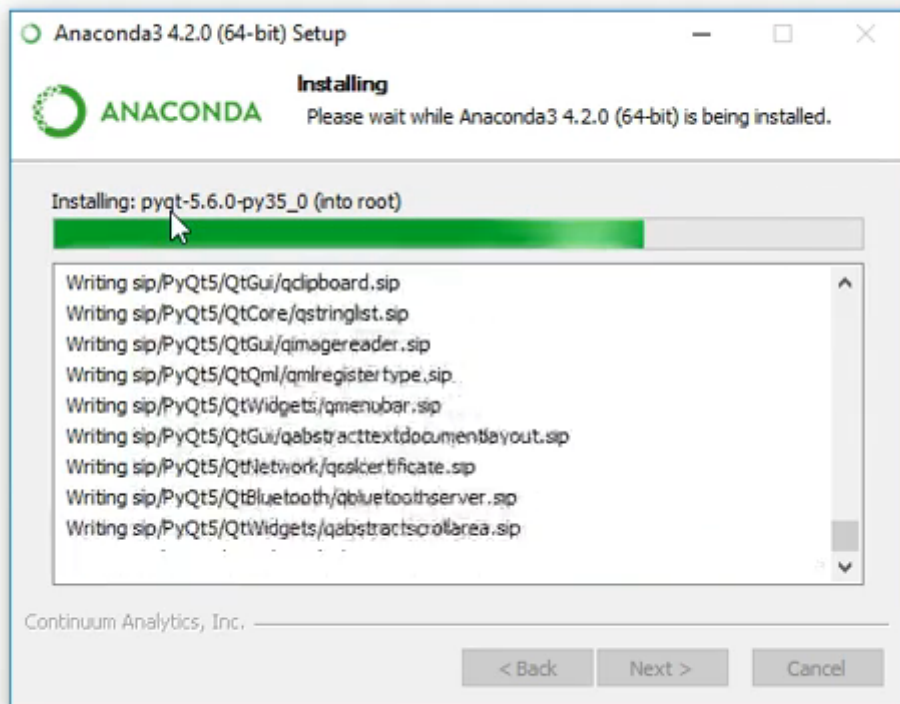 Anaconda3 4.2.0 (64-bit) Setup
ANACONDA
Installing
Please wait while Anaconda3 4.2.0 (64-bit) is being installed.
Installing: pyqt-5.6.0-py35_0 (into root)
Writing sip/PyQt5/QtGui/qclipboard.sip
Writing sip/PyQt5/QtCore/qstringlist.sip
Writing sip/PyQt5/QtGui/qimagereader.sip
Writing sip/PyQt5/QtQml/qmlregistertype.sip
Writing sip/PyQt5/QtWidgets/qmenubar.sip
Writing sip/PyQt5/QtGui/qabstracttextdocumentlayout.sip
Writing sip/PyQt5/QtNetwork/qsslcertificate.sip
Writing sip/PyQt5/QtBluetooth/qbluetoothserver.sip
Writing sip/PyQt5/QtWidgets/qabstractscrollarea.sip
Continuum Analytics, Inc.
< Back
Next >
Cancel